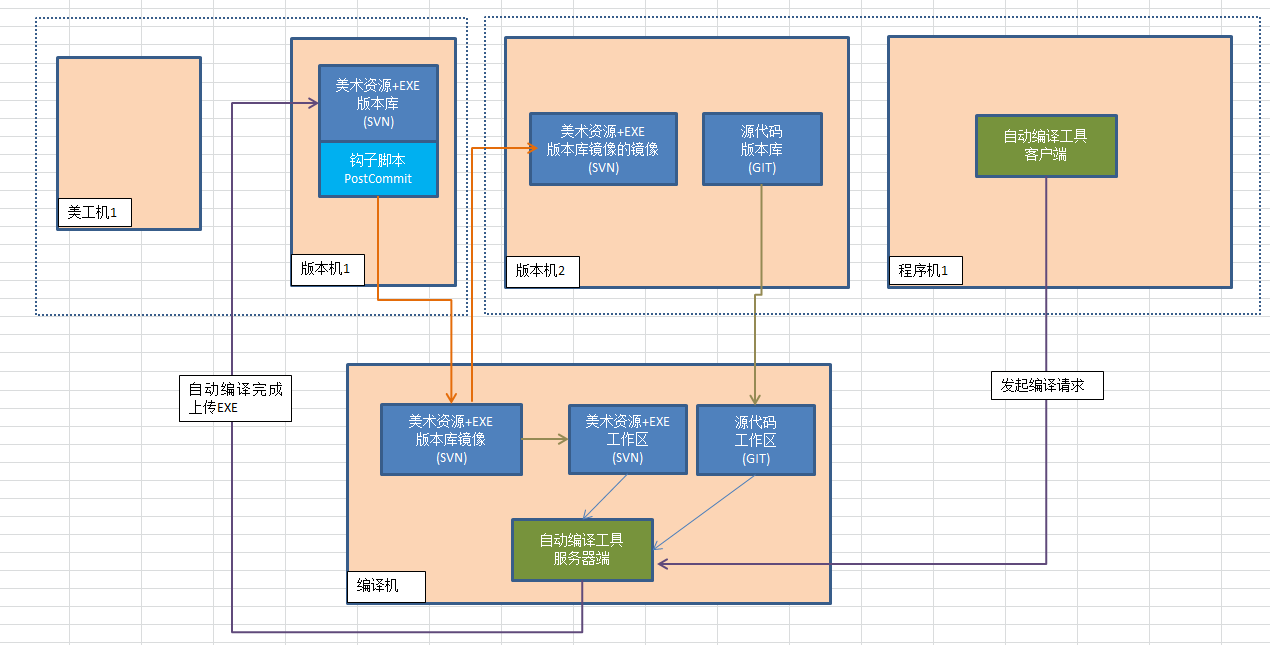 美术资源+EXE
版本库
(SVN)
钩子脚本
PostCommit
美工机1
版本机1
美术资源+EXE
版本库镜像的镜像
(SVN)
源代码
版本库
(GIT)
版本机2
自动编译工具
客户端
程序机1
自动编译完成
上传EXE
发起编译请求
美术资源+EXE
版本库镜像
(SVN)
美术资源+EXE
工作区
(SVN)
源代码
工作区
(GIT)
自动编译工具
服务器端
编译机